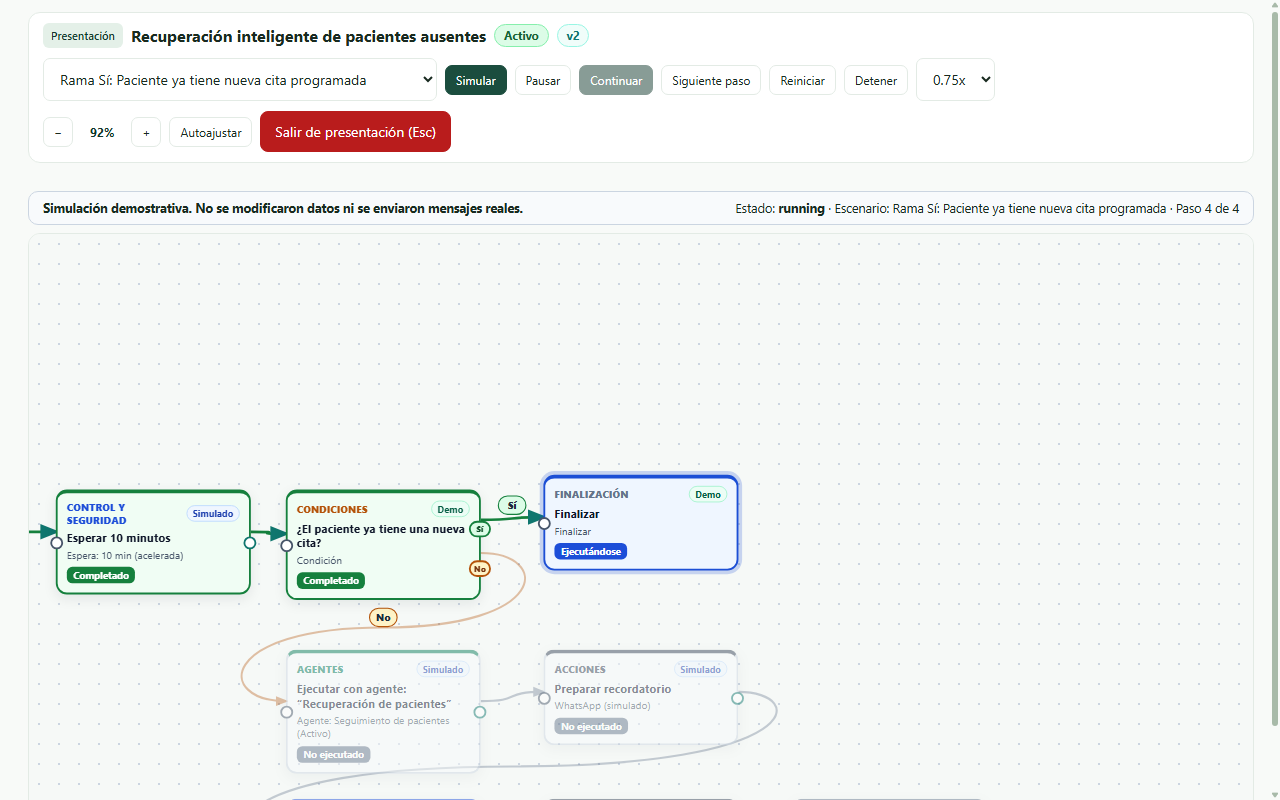 Presentación
Recuperación inteligente de pacientes ausentes
Activo
v2
Rama Sí: Paciente ya tiene nueva cita programada
Simular
Pausar
Continuar
Siguiente paso
Reiniciar
Detener
0.75x
−
92%
+
Autoajustar
Salir de presentación (Esc)
Simulación demostrativa. No se modificaron datos ni se enviaron mensajes reales.
Estado: running · Escenario: Rama Sí: Paciente ya tiene nueva cita programada · Paso 4 de 4
CONTROL Y
SEGURIDAD
Simulado
Esperar 10 minutos
Espera: 10 min (acelerada)
Completado
CONDICIONES
Demo
¿El paciente ya tiene una nueva
cita?
Condición
Completado
Sí
No
Sí
FINALIZACIÓN
Demo
Finalizar
Finalizar
Ejecutándose
No
AGENTES
Simulado
Ejecutar con agente:
"Recuperación de pacientes"
Agente: Seguimiento de pacientes
(Activo)
No ejecutado
ACCIONES
Simulado
Preparar recordatorio
WhatsApp (simulado)
No ejecutado